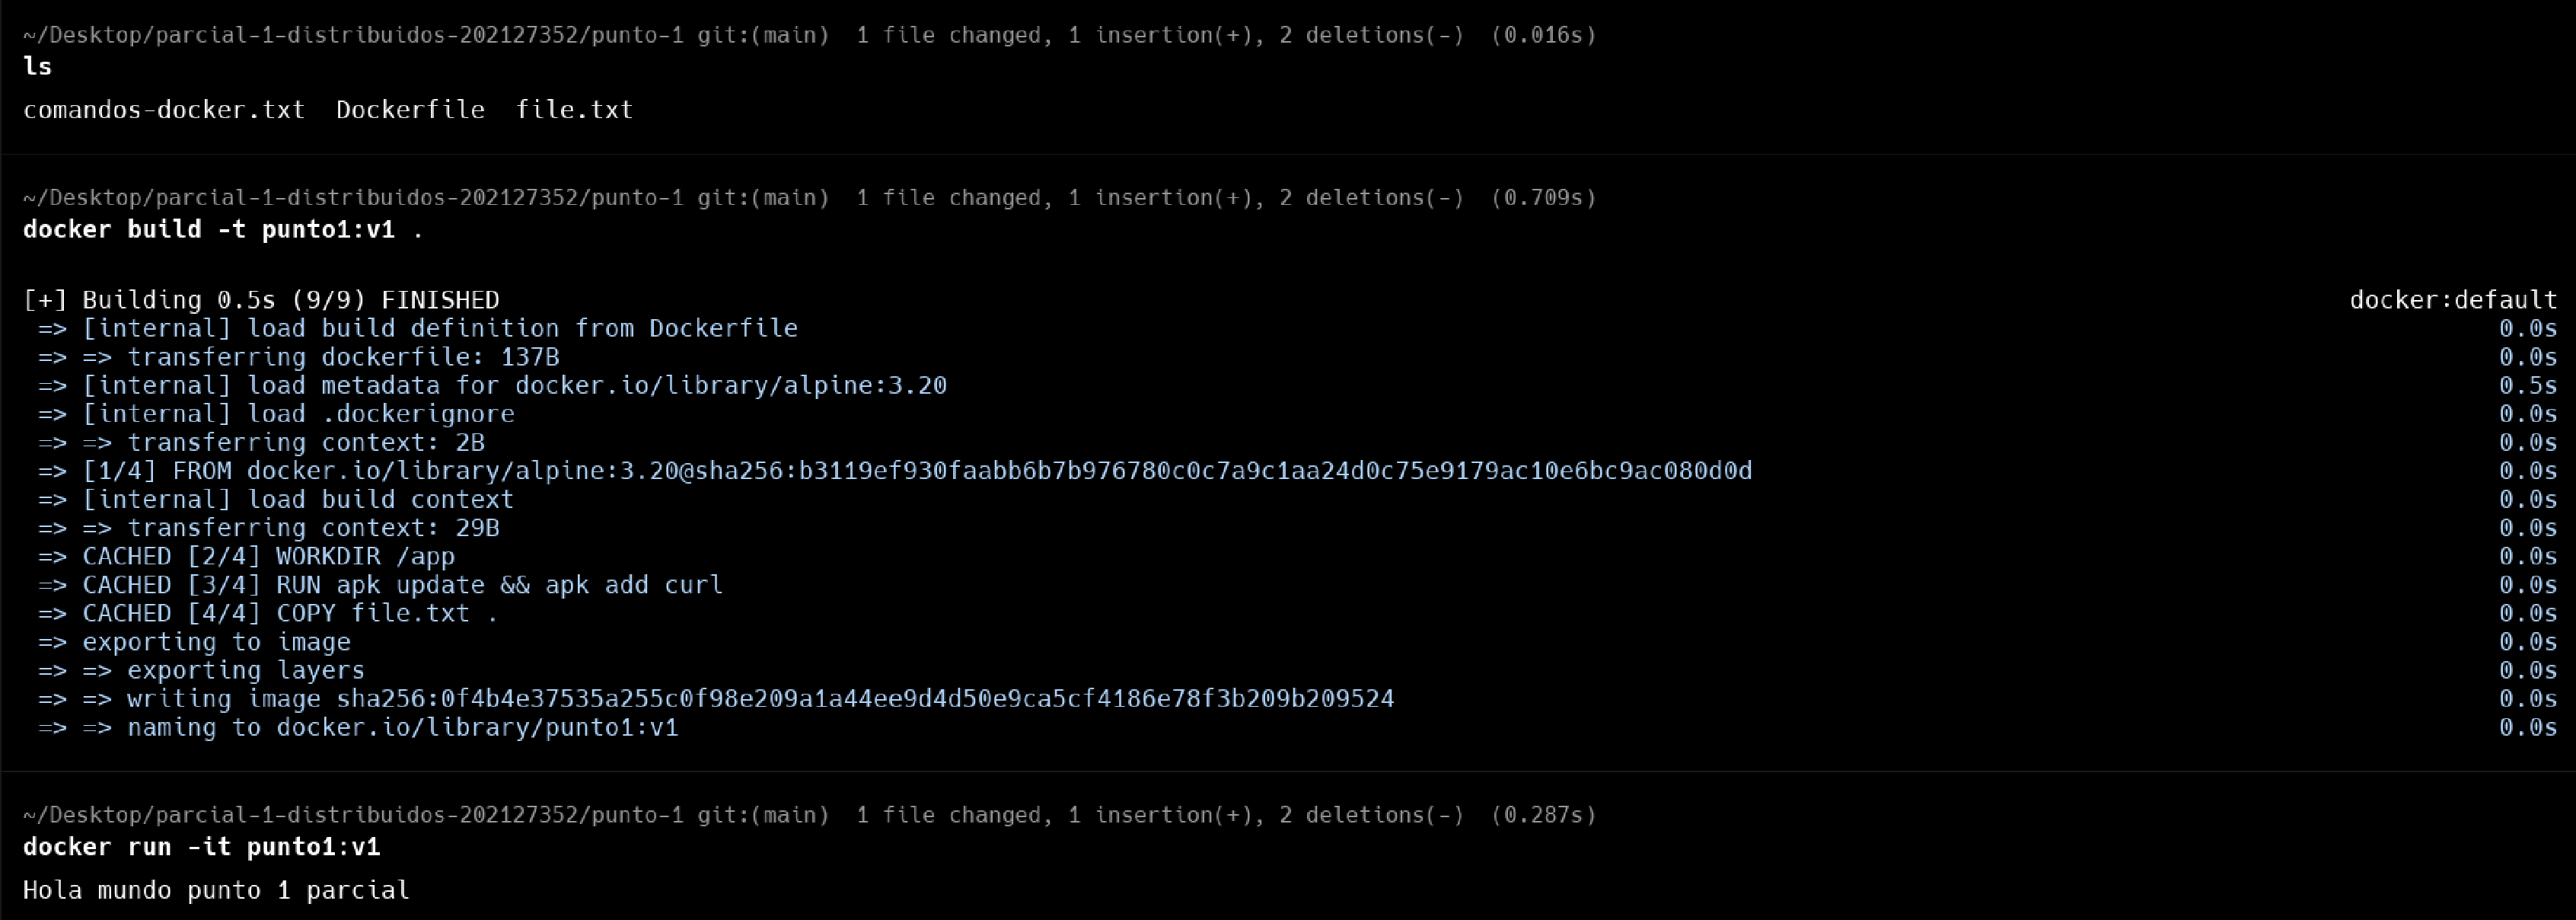 ~/Desktop/parcial-1-distribuidos-202127352/punto-1 git:(main)  1 file changed, 1 insertion(+), 2 deletions(-)  (0.016s)
ls
comandos-docker.txt  Dockerfile  file.txt
~/Desktop/parcial-1-distribuidos-202127352/punto-1 git:(main)  1 file changed, 1 insertion(+), 2 deletions(-)  (0.709s)
docker build -t punto1:v1 .
[+] Building 0.5s (9/9) FINISHED docker:default
=> [internal] load build definition from Dockerfile 0.0s
=> => transferring dockerfile: 137B 0.0s
=> [internal] load metadata for docker.io/library/alpine:3.20 0.5s
=> [internal] load .dockerignore 0.0s
=> => transferring context: 2B 0.0s
=> [1/4] FROM docker.io/library/alpine:3.20@sha256:b3119ef930faabb6b7b976780c0c7a9c1aa24d0c75e9179ac10e6bc9ac080d0d 0.0s
=> [internal] load build context 0.0s
=> => transferring context: 29B 0.0s
=> CACHED [2/4] WORKDIR /app 0.0s
=> CACHED [3/4] RUN apk update && apk add curl 0.0s
=> CACHED [4/4] COPY file.txt . 0.0s
=> exporting to image 0.0s
=> => exporting layers 0.0s
=> => writing image sha256:0f4b4e37535a255c0f98e209a1a44ee9d4d50e9ca5cf4186e78f3b209b209524 0.0s
=> => naming to docker.io/library/punto1:v1 0.0s
~/Desktop/parcial-1-distribuidos-202127352/punto-1 git:(main)  1 file changed, 1 insertion(+), 2 deletions(-)  (0.287s)
docker run -it punto1:v1
Hola mundo punto 1 parcial